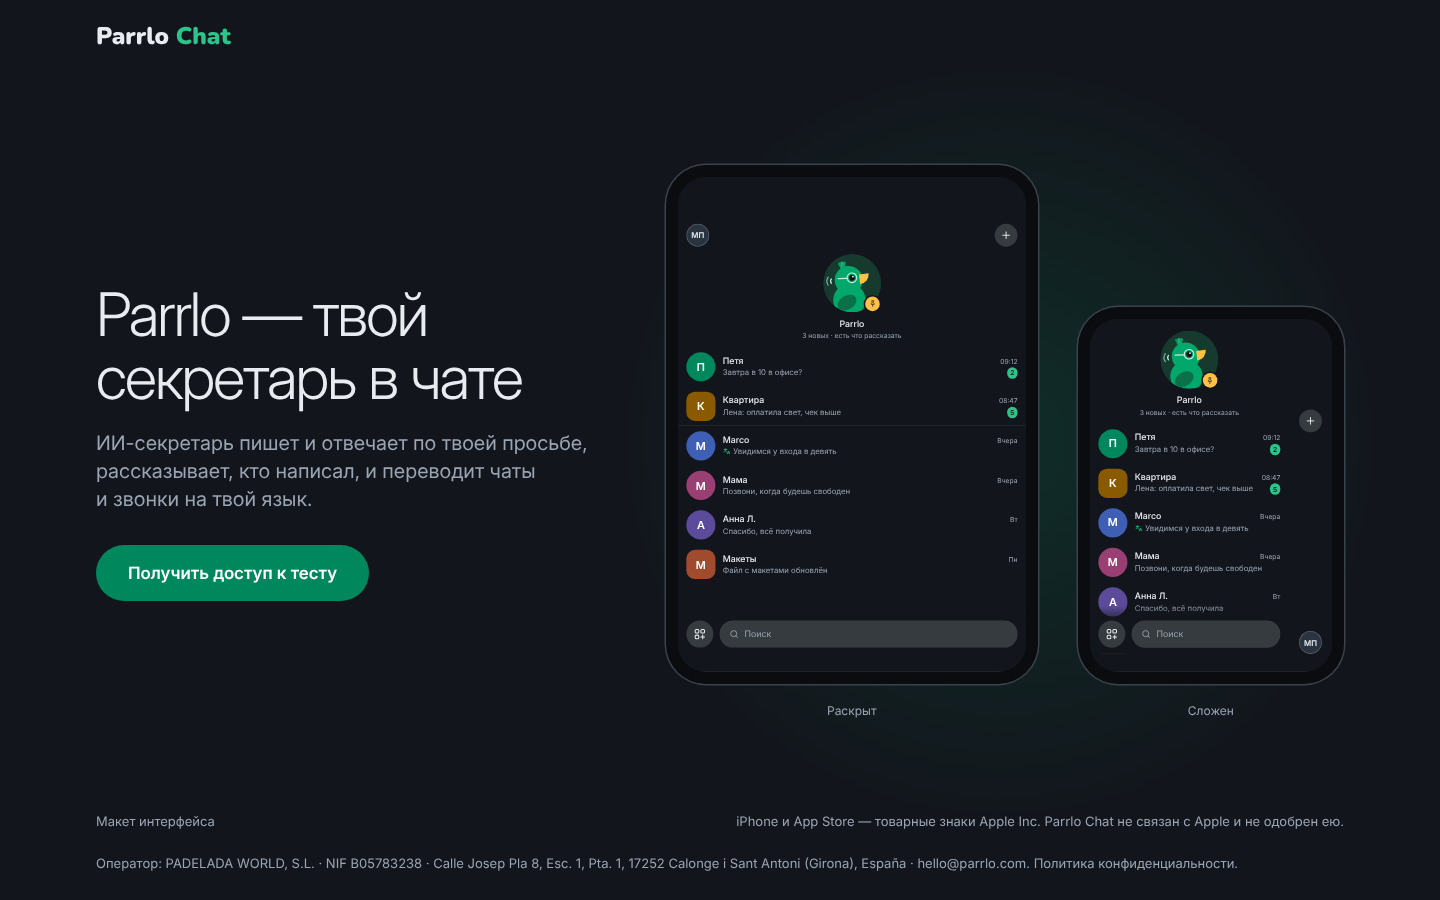 Parrlo Chat
Parrlo — твой
секретарь в чате
ИИ-секретарь пишет и отвечает по твоей просьбе,
рассказывает, кто написал, и переводит чаты
и звонки на твой язык.
Получить доступ к тесту
МП
Parrlo
3 новых · есть что рассказать
П
Петя
09:12
Завтра в 10 в офисе?
2
К
Квартира
08:47
Лена: оплатила свет, чек выше
5
M
Marco
Вчера
Увидимся у входа в девять
М
Мама
Вчера
Позвони, когда будешь свободен
А
Анна Л.
Вт
Спасибо, всё получила
М
Макеты
Пн
Файл с макетами обновлён
Поиск
Раскрыт
Parrlo
3 новых · есть что рассказать
П
Петя
09:12
Завтра в 10 в офисе?
2
К
Квартира
08:47
Лена: оплатила свет, чек выше
5
M
Marco
Вчера
Увидимся у входа в девять
М
Мама
Вчера
Позвони, когда будешь свободен
А
Анна Л.
Вт
Спасибо, всё получила
Поиск
МП
Сложен
Макет интерфейса
iPhone и App Store — товарные знаки Apple Inc. Parrlo Chat не связан с Apple и не одобрен ею.
Оператор: PADELADA WORLD, S.L. · NIF B05783238 · Calle Josep Pla 8, Esc. 1, Pta. 1, 17252 Calonge i Sant Antoni (Girona), España · hello@parrlo.com. Политика конфиденциальности.